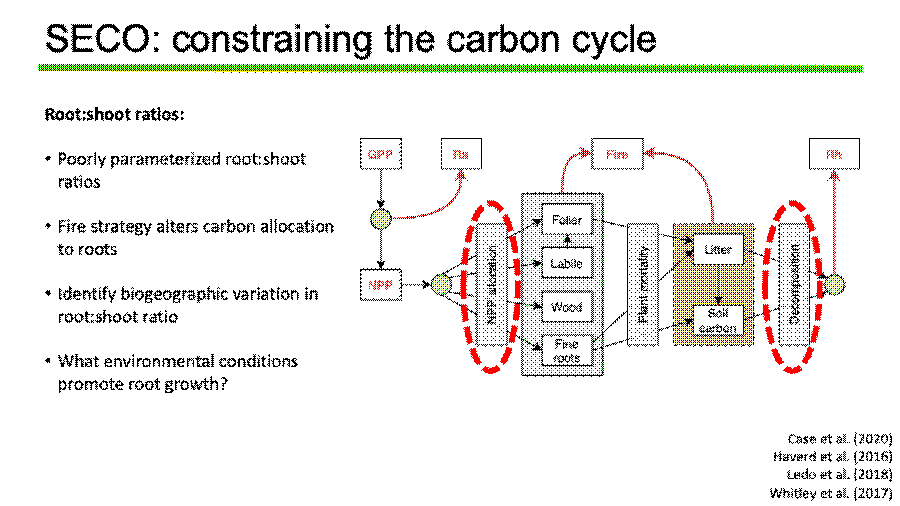 SECO: constraining the carbon cycle
Root:shoot ratios:
• Poorly parameterized root:shoot
ratios
• Fire strategy alters carbon allocation
to roots
• Identify biogeographic variation in
root:shoot ratio
• What environmental conditions
promote root growth?
GPP
Ra
Fire
Rh
NPP
NPP allocation
Foliar
Labile
Wood
Fine
roots
Plant mortality
Litter
Soil
carbon
Decomposition
Case et al. (2020)
Haverd et al. (2016)
Ledo et al. (2018)
Whitley et al. (2017)